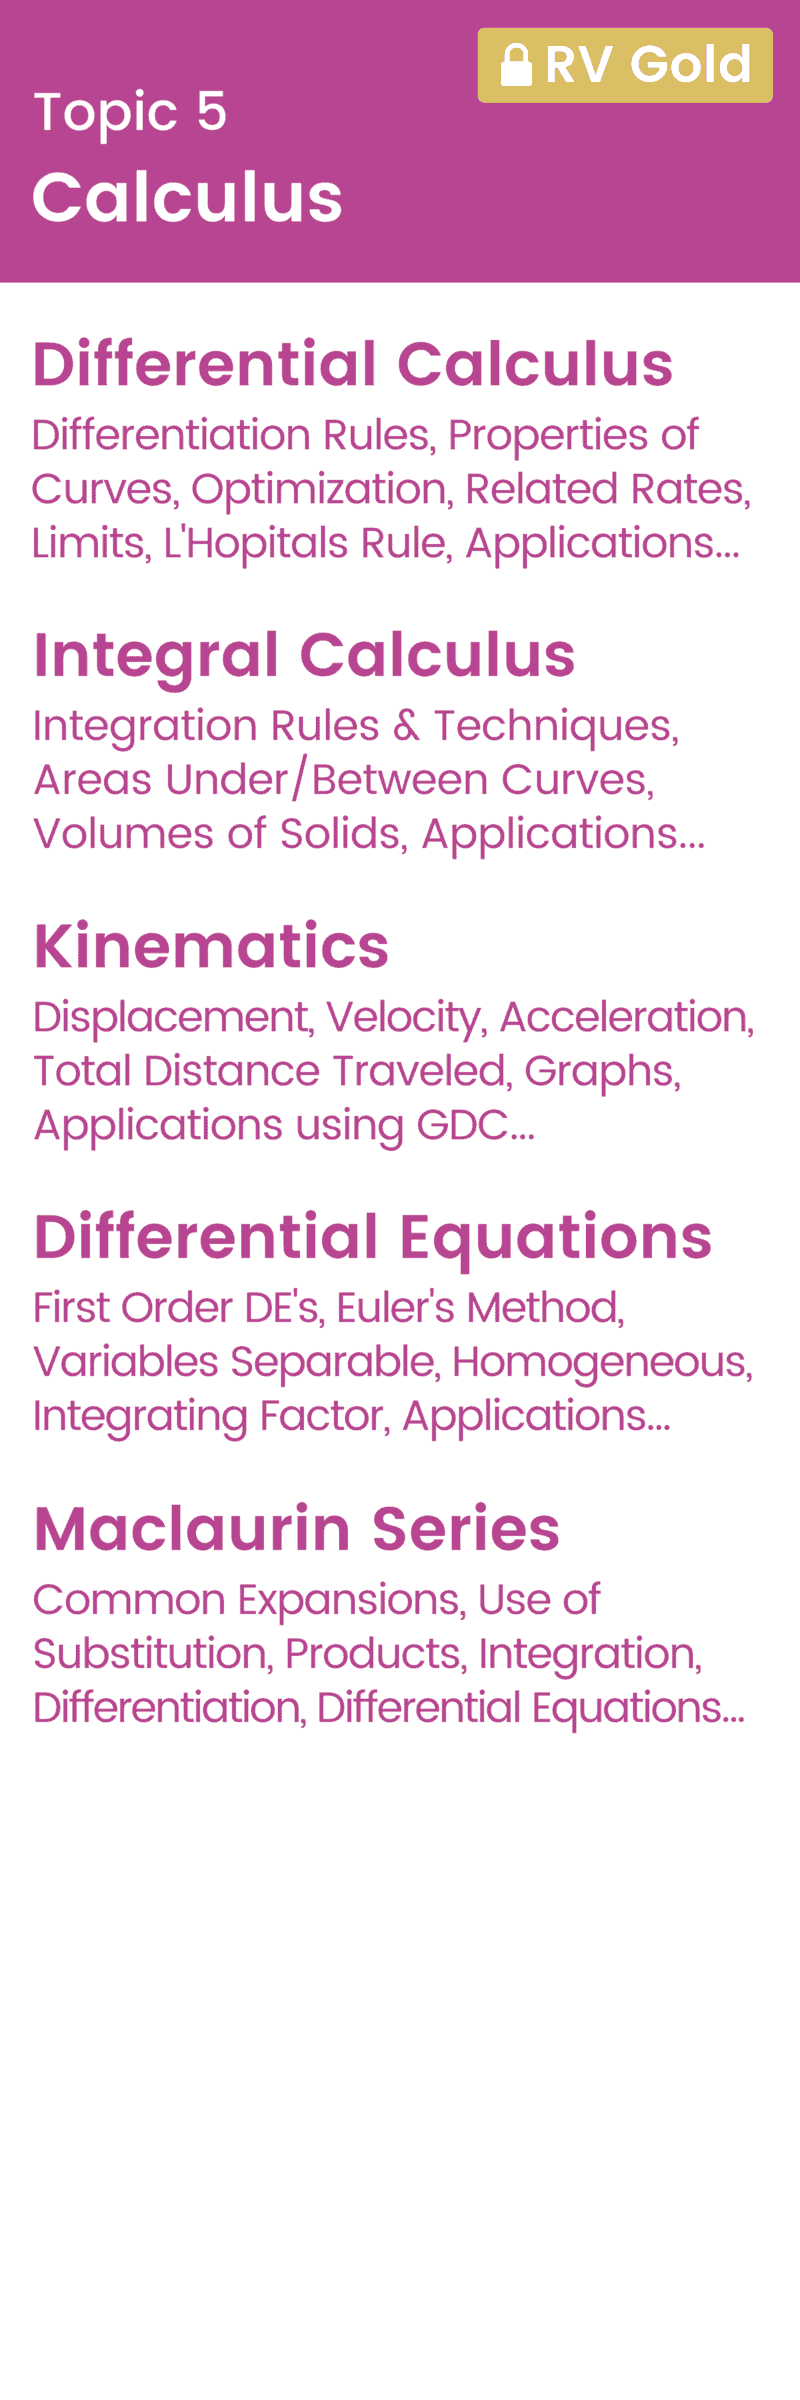 RV Gold
Topic 5
Calculus
Differential Calculus
Differentiation Rules, Properties of
Curves, Optimization, Related Rates,
Limits, L'Hopitals Rule, Applications...
Integral Calculus
Integration Rules & Techniques,
Areas Under/Between Curves,
Volumes of Solids, Applications...
Kinematics
Displacement, Velocity, Acceleration,
Total Distance Traveled, Graphs,
Applications using GDC...
Differential Equations
First Order DE's, Euler's Method,
Variables Separable, Homogeneous,
Integrating Factor, Applications...
Maclaurin Series
Common Expansions, Use of
Substitution, Products, Integration,
Differentiation, Differential Equations...